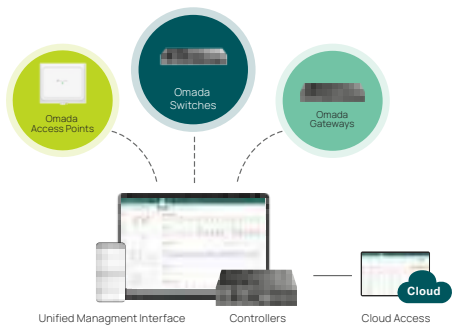 Omada
Access Points
Omada
Switches
Omada
Gateways
Cloud
Unified Managment Interface
Controllers
Cloud Access